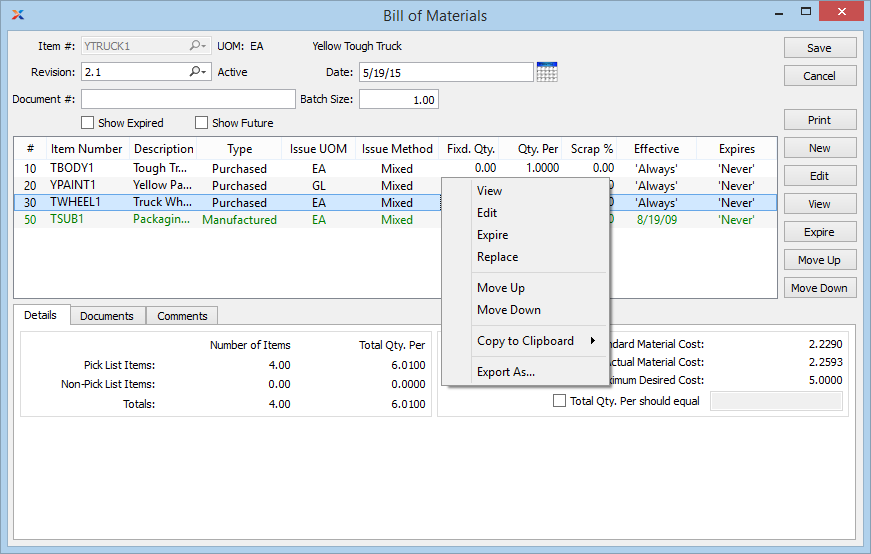 Bill of Materials
Item #: YTRUCK1 UOM: EA Yellow Tough Truck Save
Revision: 2.1 Active Date: 5/19/15 Cancel
Document #: Batch Size: 1.00
Show Expired Show Future Print
# Item Number Description Type Issue UOM Issue Method Fixd. Qty. Qty. Per Scrap % Effective Expires New
10 TBODY1 Tough Tr... Purchased EA Mixed 0.00 1.0000 0.00 'Always' 'Never'
20 YPAINT1 Yellow Pa... Purchased GL Mixed 'Always' 'Never' Edit
30 TWHEEL1 Truck Wh... Purchased EA Mixed 'Always' 'Never' View
50 TSUB1 Packagin... Manufactured EA Mixed 8/19/09 'Never'
Expire
Move Up
Move Down
View
Edit
Expire
Replace
Move Up
Move Down
Copy to Clipboard
Export As...
Details Documents Comments
Number of Items Total Qty. Per
Pick List Items: 4.00 6.0100
Non-Pick List Items: 0.00 0.0000
Totals: 4.00 6.0100
Material Cost: 2.2290
Actual Material Cost: 2.2593
Desired Cost: 5.0000
Total Qty. Per should equal